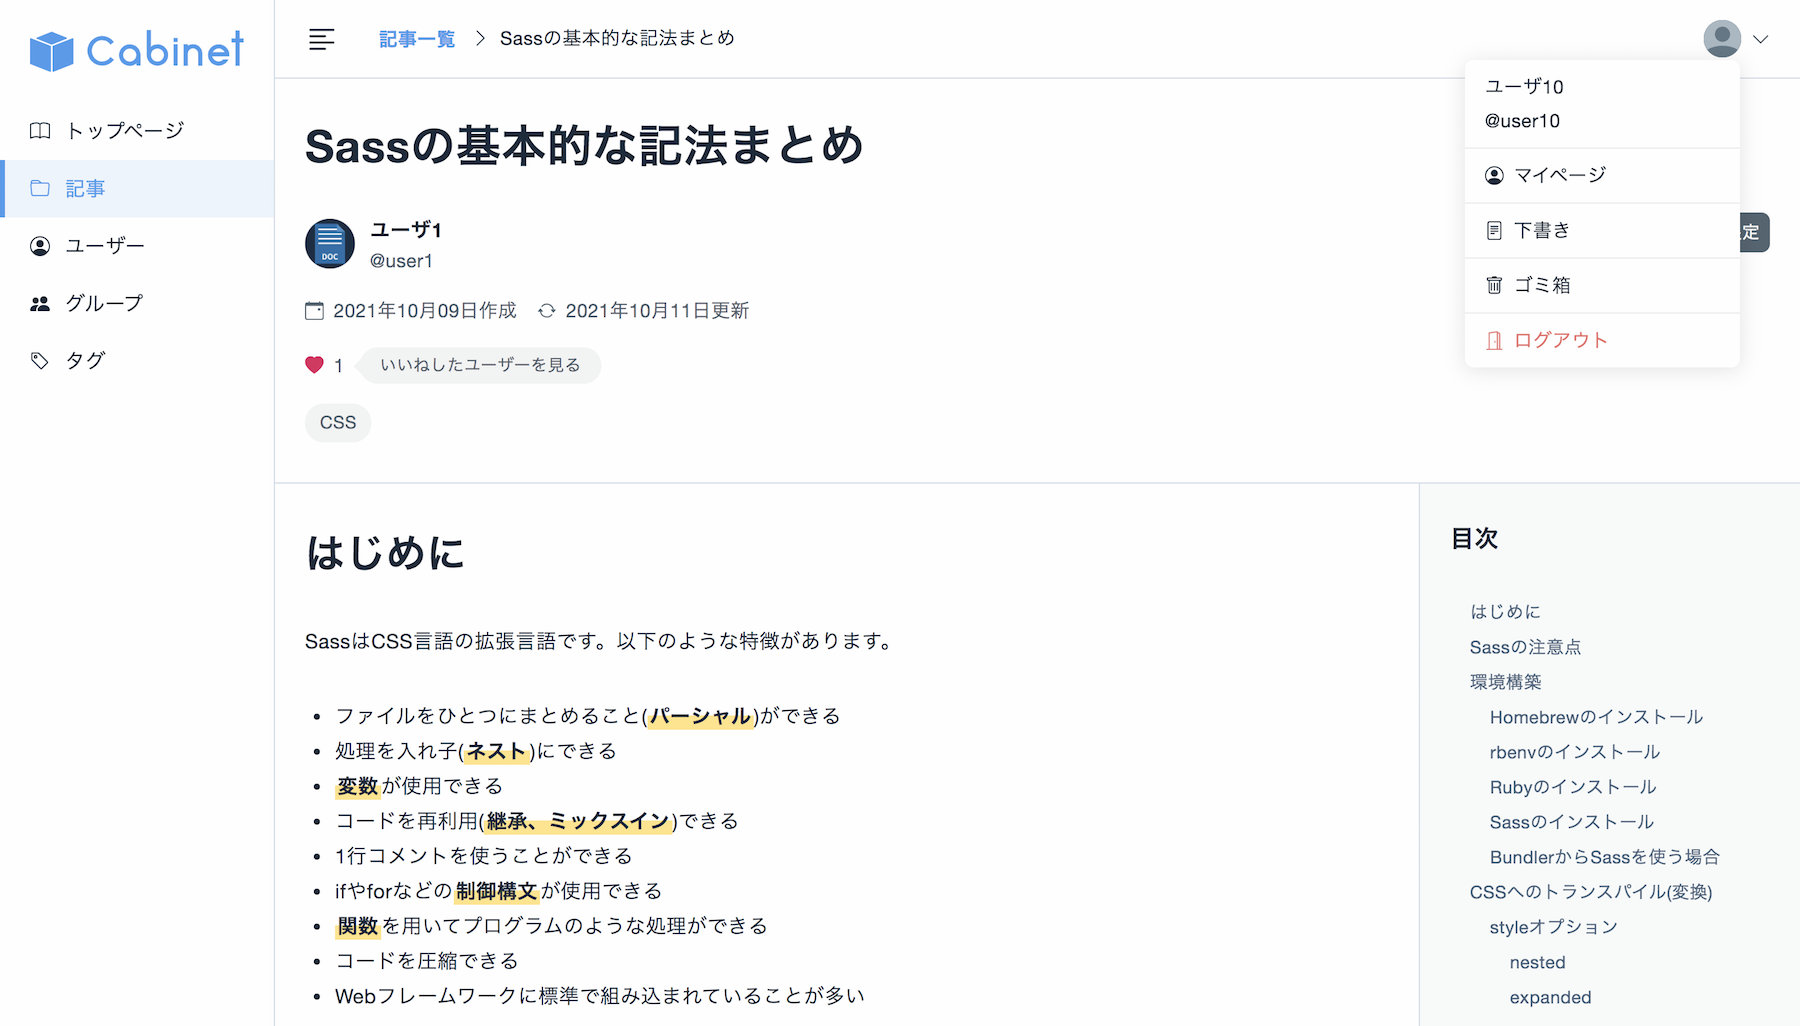 Cabinet
トップページ
記事
ユーザー
グループ
タグ
記事一覧
Sassの基本的な記法まとめ
ユーザ10
@user10
マイページ
下書き
ゴミ箱
ログアウト
定
Sassの基本的な記法まとめ
DOC
ユーザ1
@user1
2021年10月09日作成 2021年10月11日更新
1 いいねしたユーザーを見る
CSS
はじめに
SassはCSS言語の拡張言語です。以下のような特徴があります。
• ファイルをひとつにまとめること(パーシャル)ができる
• 処理を入れ子(ネスト)にできる
• 変数が使用できる
• コードを再利用(継承、ミックスイン)できる
• 1行コメントを使うことができる
• ifやforなどの制御構文が使用できる
• 関数を用いてプログラムのような処理ができる
• コードを圧縮できる
• Webフレームワークに標準で組み込まれていることが多い
目次
はじめに
Sassの注意点
環境構築
Homebrewのインストール
rbenvのインストール
Rubyのインストール
Sassのインストール
BundlerからSassを使う場合
CSSへのトランスパイル(変換)
styleオプション
nested
expanded